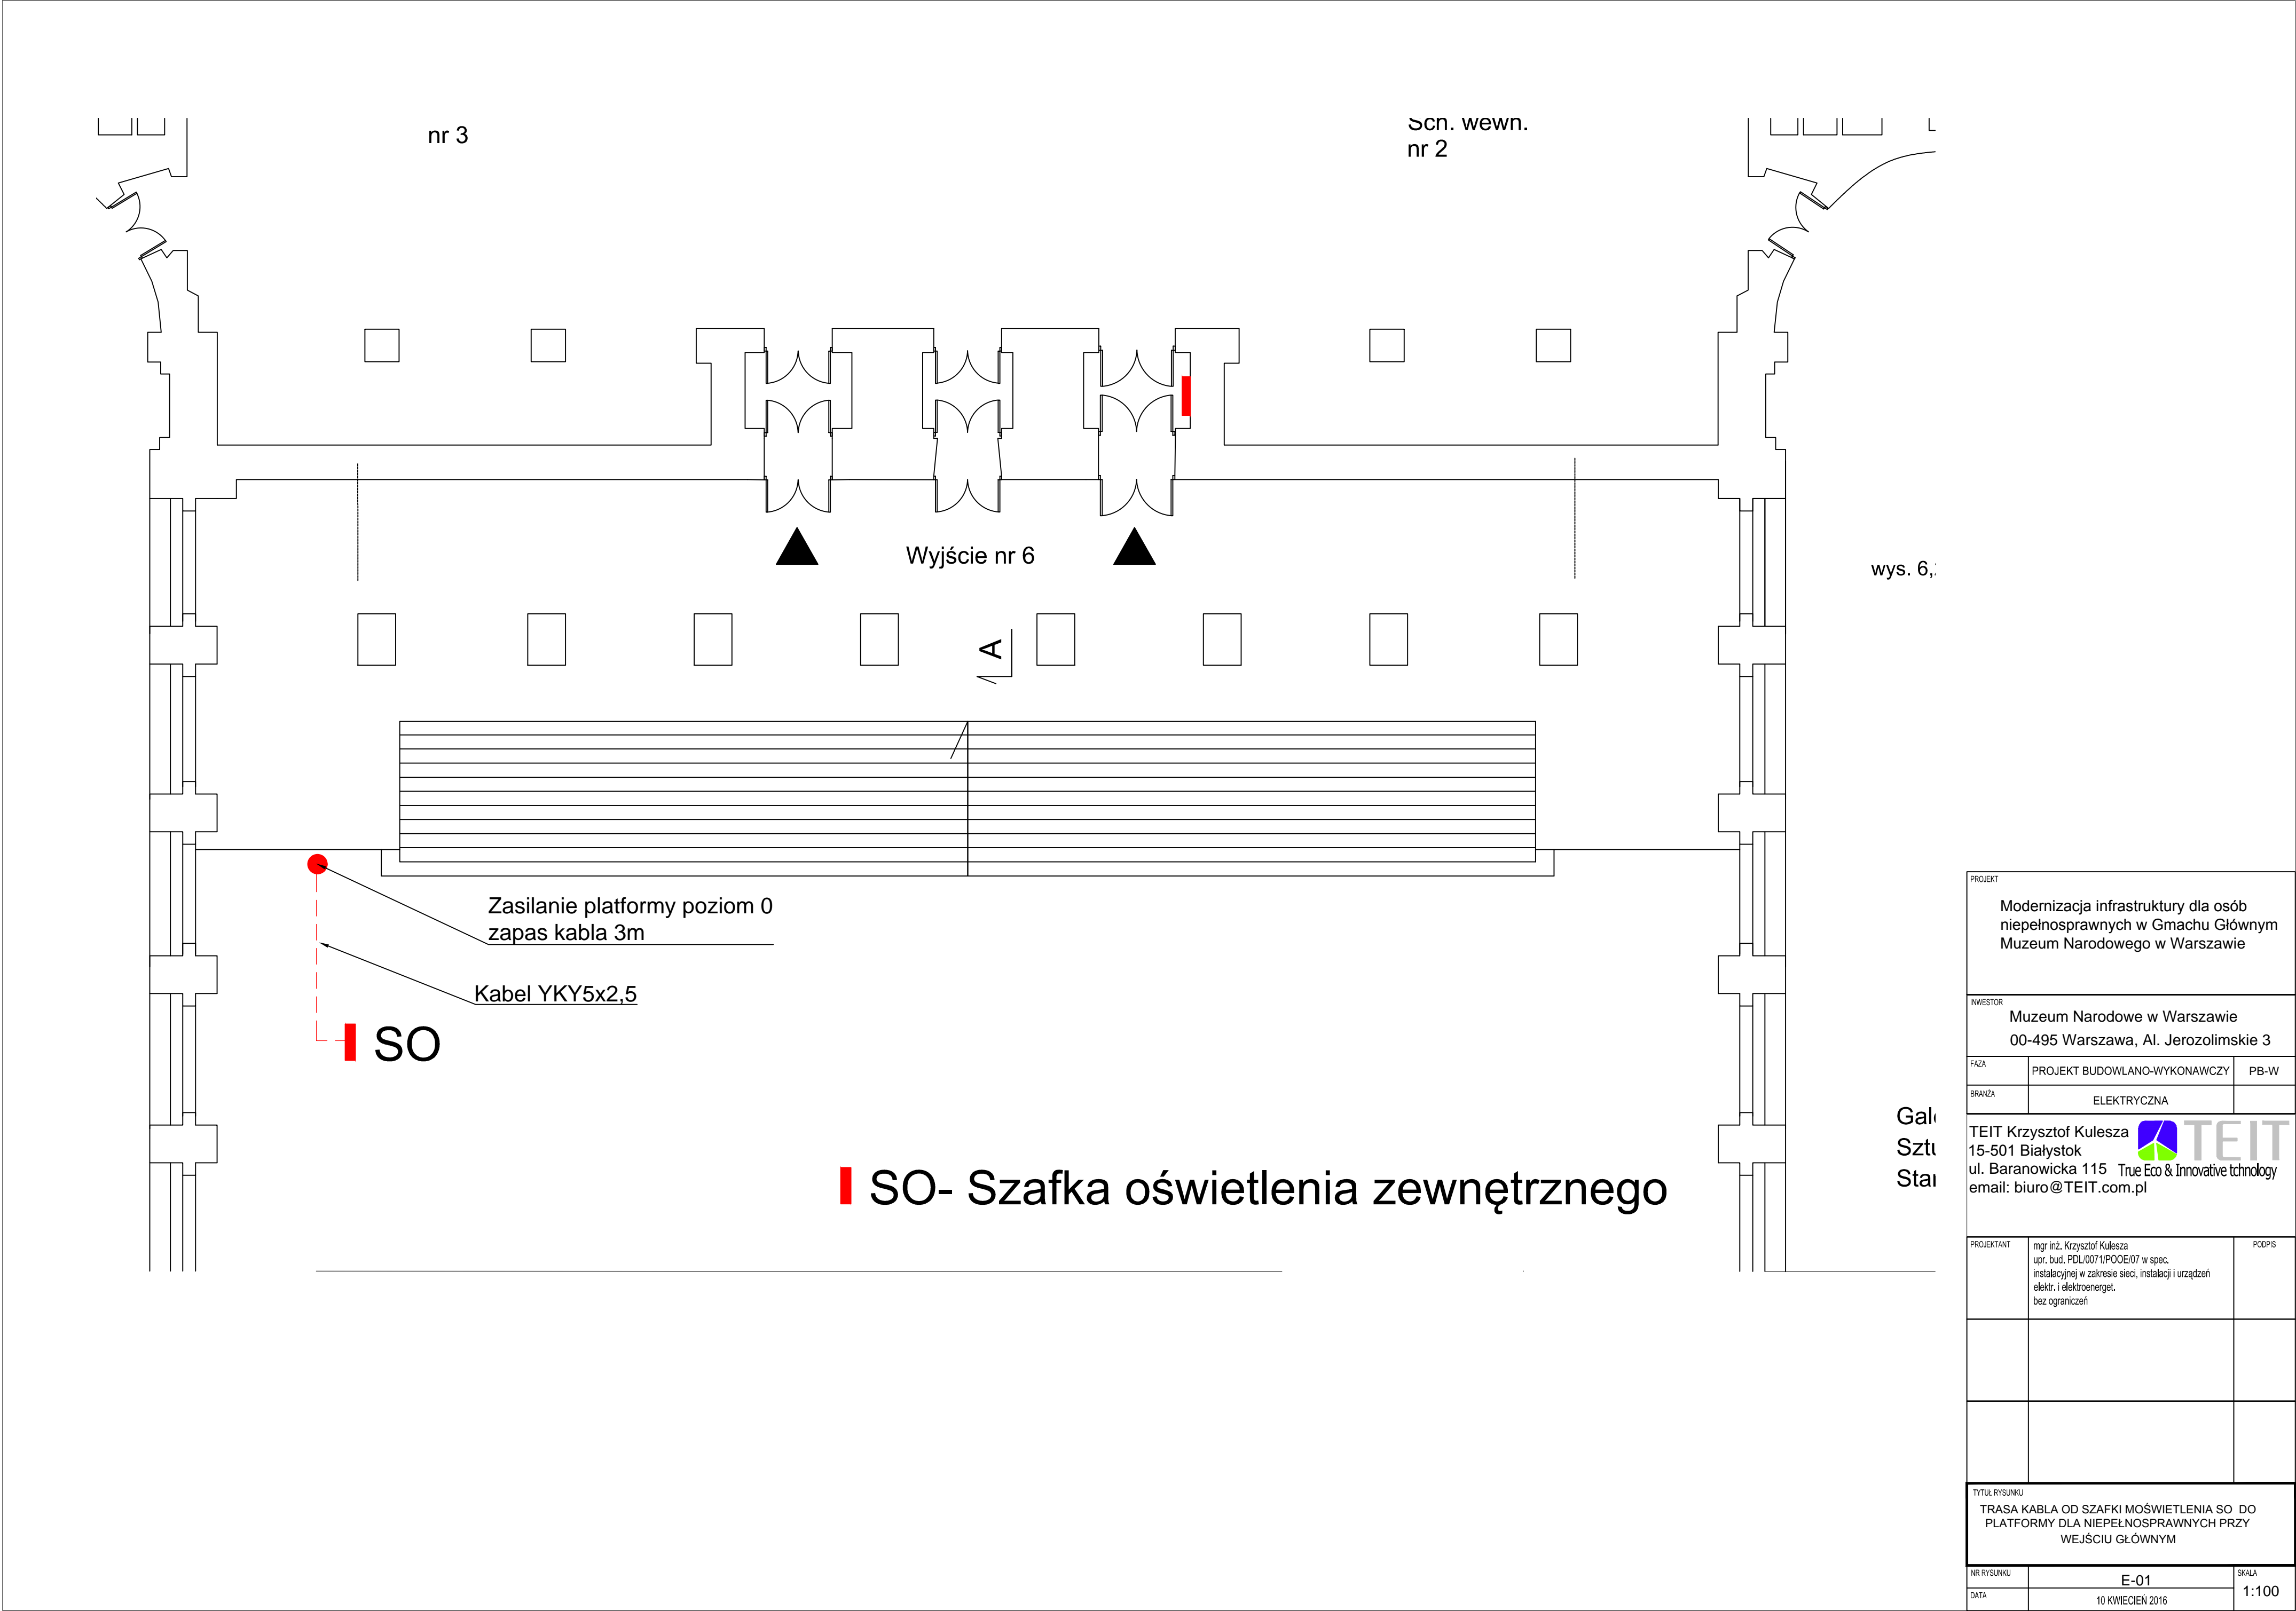 nr 3
Sch. wewn.
nr 2
Wyjście nr 6
wys. 6,
A
Zasilanie platformy poziom 0
zapas kabla 3m
Kabel YKY5x2,5
SO
SO- Szafka oświetlenia zewnętrznego
PROJEKT
Modernizacja infrastruktury dla osób
niepełnosprawnych w Gmachu Głównym
Muzeum Narodowego w Warszawie
INWESTOR
Muzeum Narodowe w Warszawie
00-495 Warszawa, Al. Jerozolimskie 3
FAZA
PROJEKT BUDOWLANO-WYKONAWCZY
PB-W
BRANŻA
ELEKTRYCZNA
TEIT Krzysztof Kulesza
15-501 Białystok
ul. Baranowicka 115
email: biuro@TEIT.com.pl
TEIT
True Eco & Innovative tchnology
PROJEKTANT
mgr inż. Krzysztof Kulesza
upr. bud. PDL/0071/POOE/07 w spec.
instalacyjnej w zakresie sieci, instalacji i urządzeń
elektr. i elektroenerget.
bez ograniczeń
PODPIS
TYTUŁ RYSUNKU
TRASA KABLA OD SZAFKI MOŚWIETLENIA SO DO
PLATFORMY DLA NIEPEŁNOSPRAWNYCH PRZY
WEJŚCIU GŁÓWNYM
NR RYSUNKU
E-01
SKALA
1:100
DATA
10 KWIECIEŃ 2016